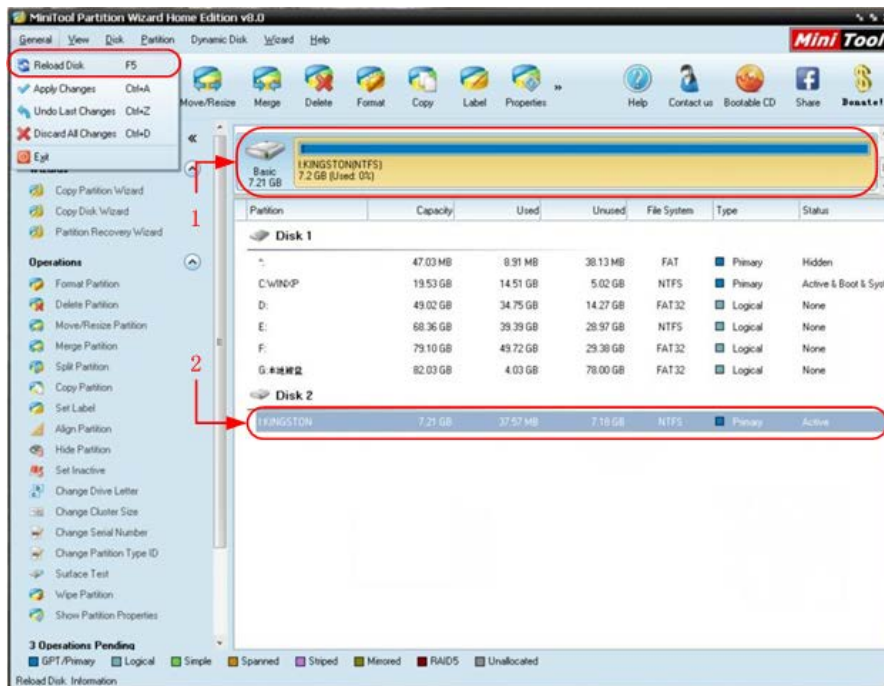 MiniTool Partition Wizard Home Edition v8.0
General View Disk Partition Dynamic Disk Wizard Help
Mini Tool
Reload Disk F5
Apply Changes Ctrl+A
Undo Last Changes Ctrl+Z
Discard All Changes Ctrl+D
Exit
Move/Resize Merge Delete Format Copy Label Properties » Help Contact us Bootable CD Share Donate!
«
1
Basic
7.21 GB
I:KINGSTON(NTFS)
7.2 GB (Used: 0%)
Wizards
Copy Partition Wizard
Copy Disk Wizard
Partition Recovery Wizard
Operations
Format Partition
Delete Partition
Move/Resize Partition
Merge Partition
Split Partition
Copy Partition
Set Label
Align Partition
Hide Partition
Set Inactive
Change Drive Letter
Change Cluster Size
Change Serial Number
Change Partition Type ID
Surface Test
Wipe Partition
Show Partition Properties
3 Operations Pending
Partition Capacity Used Unused File System Type Status
Disk 1
*: 47.03 MB 8.91 MB 38.13 MB FAT Primary Hidden
C:WINXP 19.53 GB 14.51 GB 5.02 GB NTFS Primary Active & Boot & Sys
D: 49.02 GB 34.75 GB 14.27 GB FAT32 Logical None
E: 68.36 GB 39.39 GB 28.97 GB NTFS Logical None
F: 79.10 GB 49.72 GB 29.38 GB FAT32 Logical None
G: 82.03 GB 4.03 GB 78.00 GB FAT32 Logical None
2
Disk 2
I:KINGSTON 7.21 GB 37.57 MB 7.18 GB NTFS Primary Active
GPT/Primary Logical Simple Spanned Striped Mirrored RAID5 Unallocated
Reload Disk Information